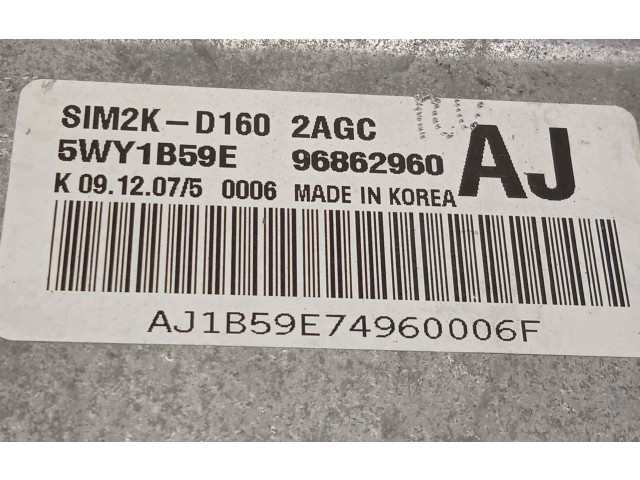 SIM2K-D160 2AGC
5WY1B59E 96862960 AJ
K 09.12.07/5 0006 MADE IN KOREA
AJ1B59E74960006F